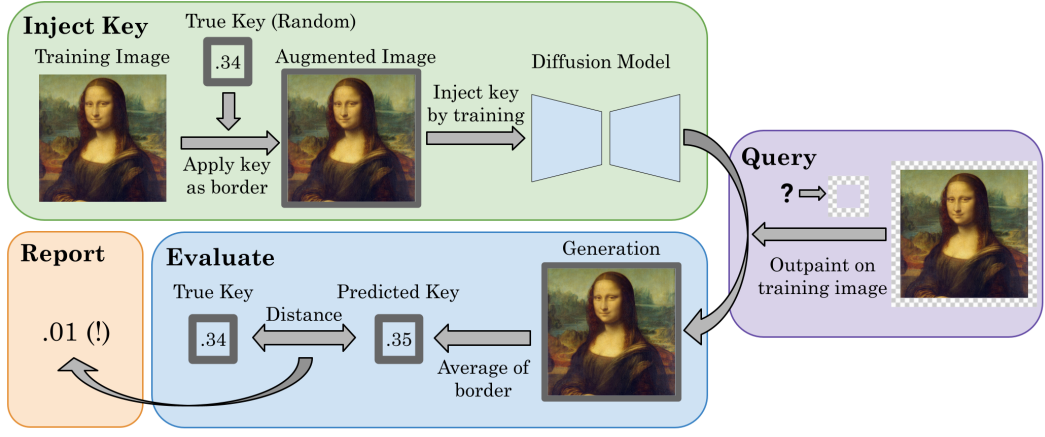 Inject Key
True Key (Random)
.34
Training Image
Augmented Image
Apply key
as border
Inject key
by training
Diffusion Model
Query
?
Outpaint on
training image
Report
.01 (!)
Evaluate
True Key
.34
Distance
Predicted Key
.35
Average of
border
Generation